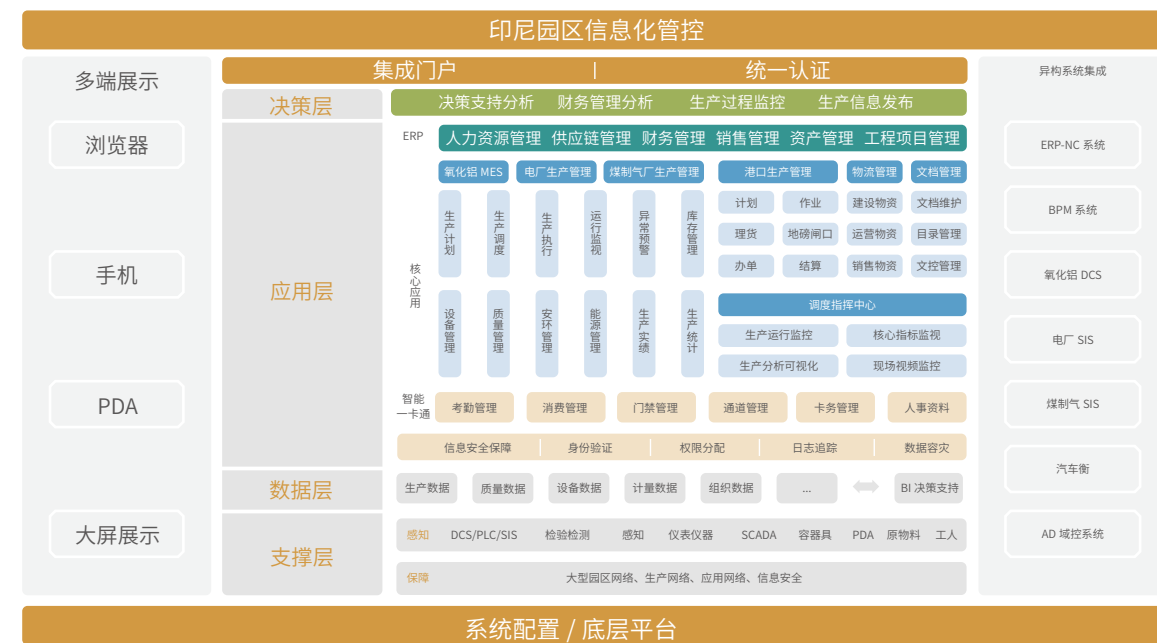 印尼园区信息化管控
多端展示
浏览器
手机
PDA
大屏展示
集成门户 | 统一认证
决策层
决策支持分析 财务管理分析 生产过程监控 生产信息发布
应用层
ERP
人力资源管理 供应链管理 财务管理 销售管理 资产管理 工程项目管理
核心应用
氧化铝 MES 电厂生产管理 煤制气厂生产管理 港口生产管理 物流管理 文档管理
生产计划 生产调度 生产执行 运行监视 异常预警 库存管理
计划 作业 建设物资 文档维护
理货 地磅闸口 运营物资 目录管理
办单 结算 销售物资 文控管理
设备管理 质量管理 安环管理 能源管理 生产实绩 生产统计
调度指挥中心
生产运行监控 核心指标监视
生产分析可视化 现场视频监控
智能
一卡通
考勤管理 消费管理 门禁管理 通道管理 卡务管理 人事资料
信息安全保障 身份验证 权限分配 日志追踪 数据容灾
数据层
生产数据 质量数据 设备数据 计量数据 组织数据 ... BI 决策支持
支撑层
感知 DCS/PLC/SIS 检验检测 感知 仪表仪器 SCADA 容器具 PDA 原物料 工人
保障 大型园区网络、生产网络、应用网络、信息安全
异构系统集成
ERP-NC 系统
BPM 系统
氧化铝 DCS
电厂 SIS
煤制气 SIS
汽车衡
AD 域控系统
系统配置 / 底层平台